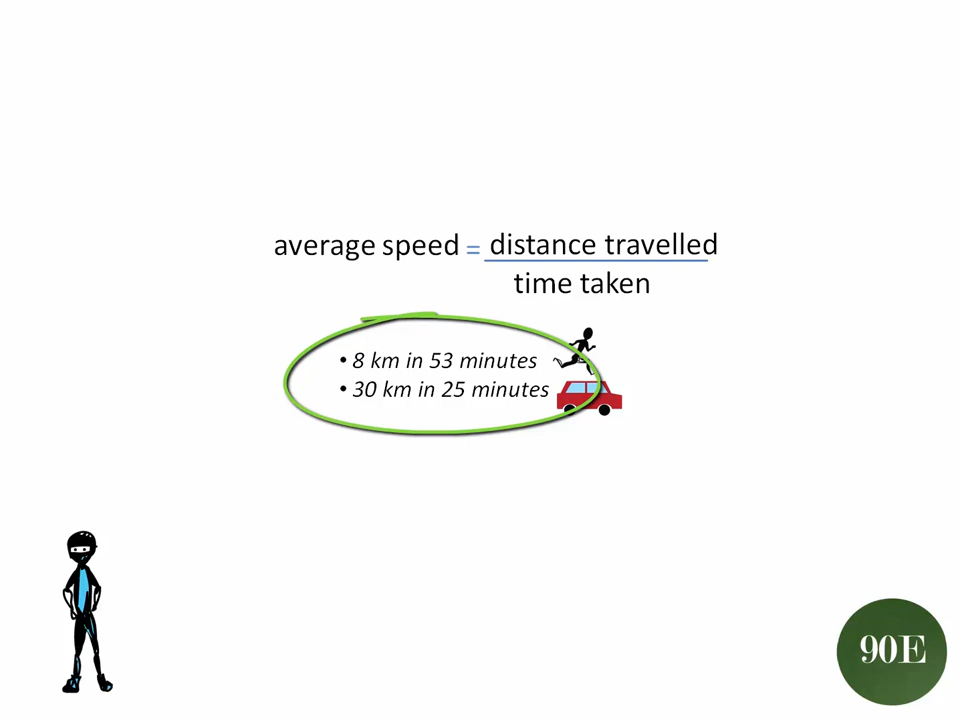 average speed = distance travelled
time taken
• 8 km in 53 minutes
• 30 km in 25 minutes
90E